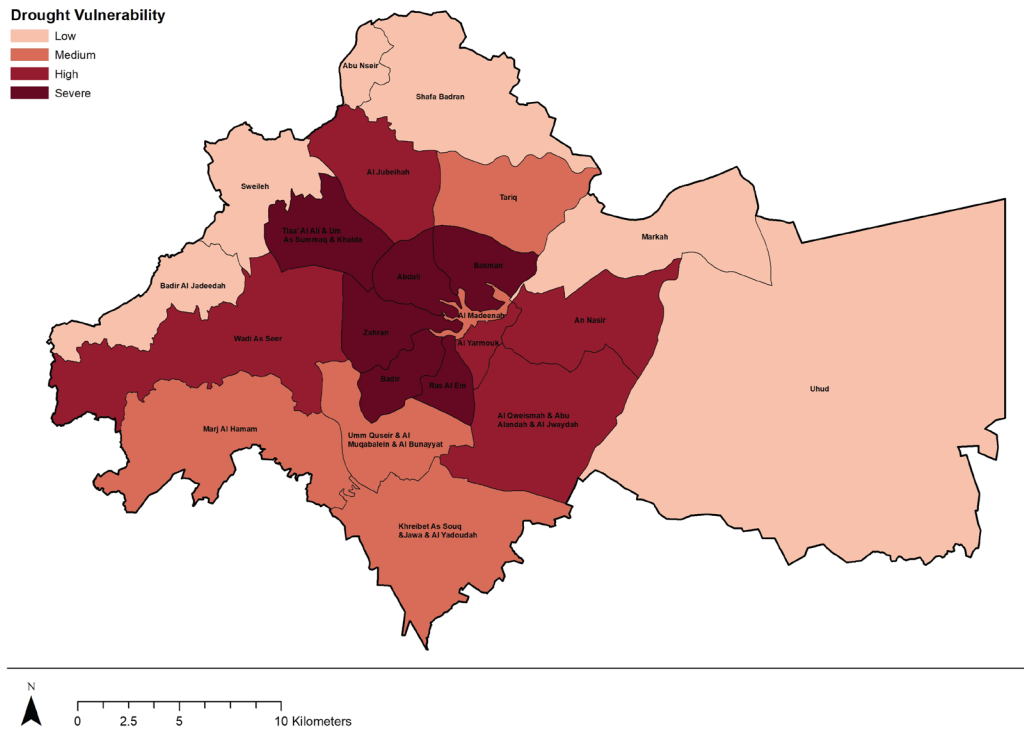 Drought Vulnerability
Low
Medium
High
Severe
Abu Nseir
Shafa Badran
Al Jubeihah
Sweileh
Tariq
Tlaa' Al Ali & Um
As Summaq & Khalda
Markah
Basman
Abdali
Badir Al Jadeedah
Al Madeenah
An Nasir
Zahran
Wadi As Seer
Al Yarmouk
Badir
Ras Al Ein
Uhud
Al Qweismah & Abu
Alandah & Al Jwaydah
Marj Al Hamam
Umm Quseir & Al
Muqabalein & Al Bunayyat
Khreibet As Souq
&Jawa & Al Yadoudah
N
0 2.5 5 10 Kilometers